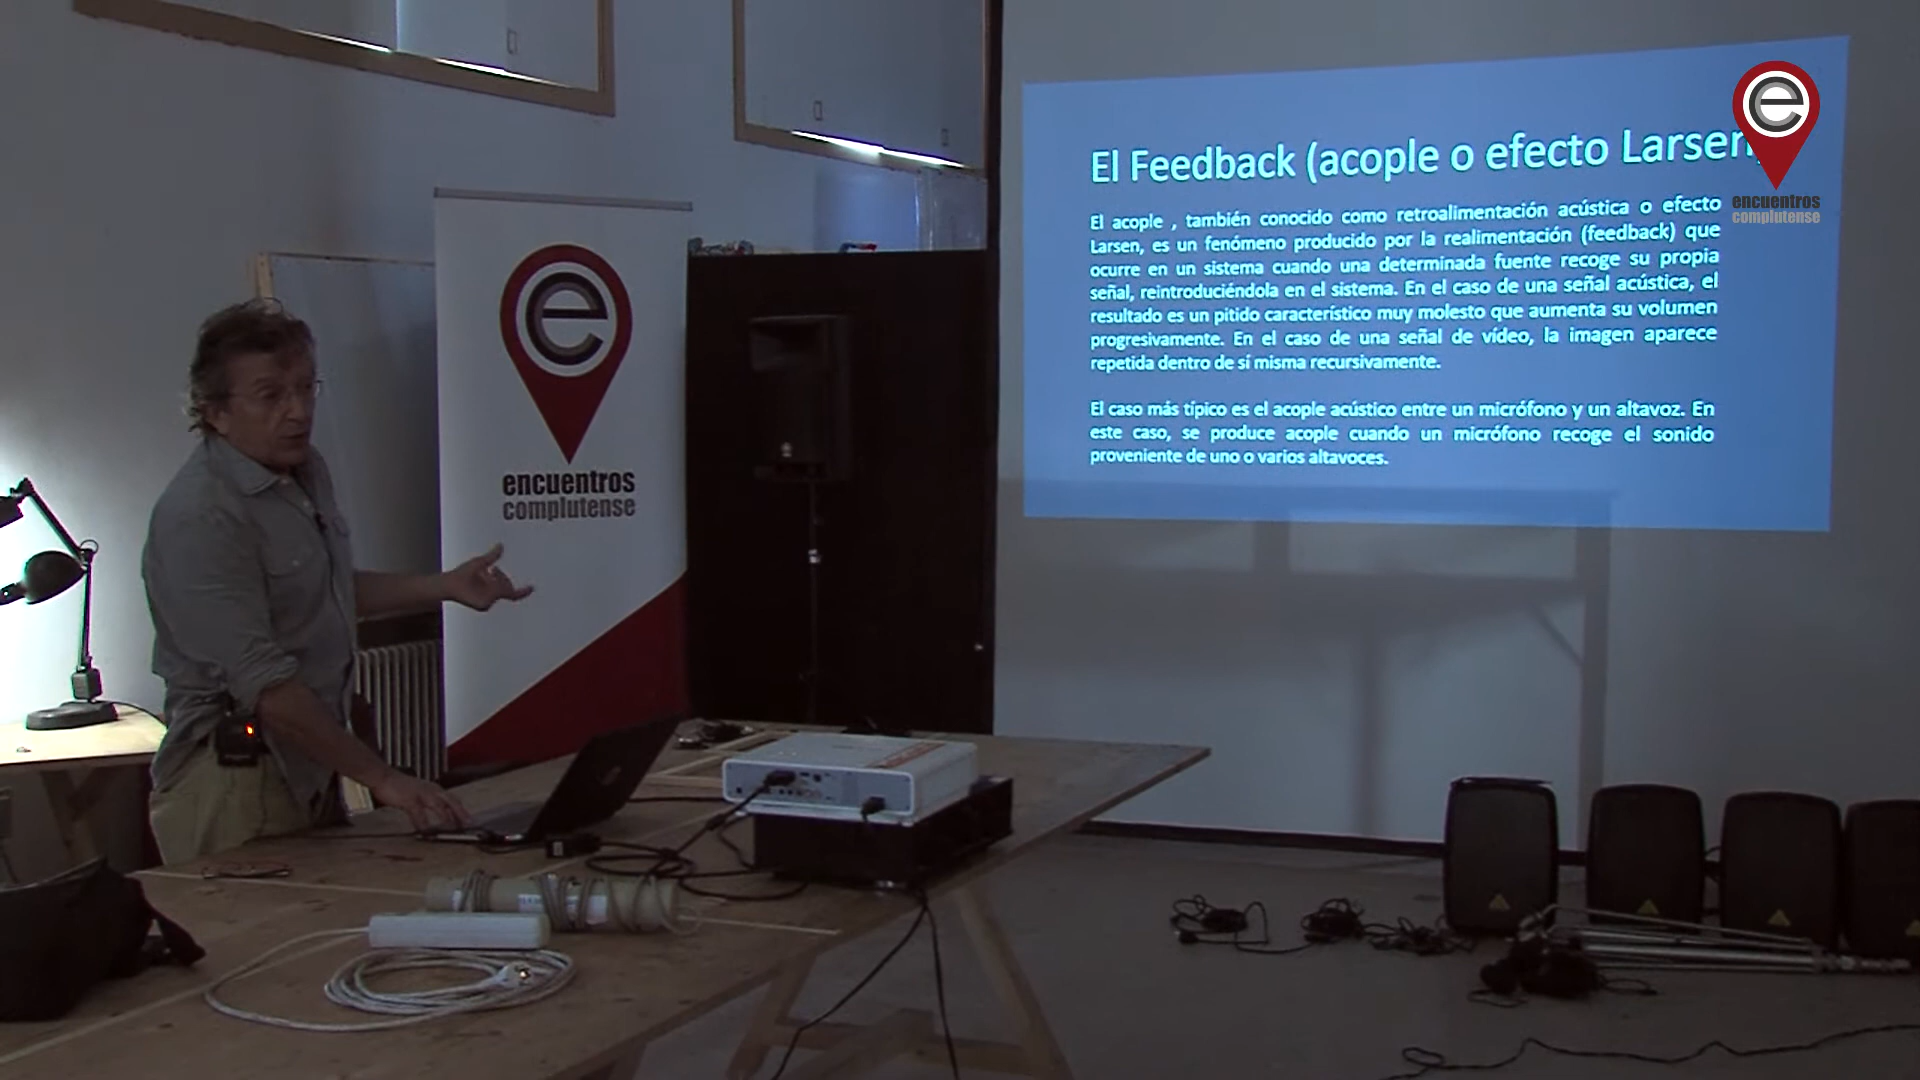 El Feedback (acople o efecto Larsen)
El acople , también conocido como retroalimentación acústica o efecto
Larsen, es un fenómeno producido por la realimentación (feedback) que
ocurre en un sistema cuando una determinada fuente recoge su propia
señal, reintroduciéndola en el sistema. En el caso de una señal acústica, el
resultado es un pitido característico muy molesto que aumenta su volumen
progresivamente. En el caso de una señal de vídeo, la imagen aparece
repetida dentro de sí misma recursivamente.
El caso más típico es el acople acústico entre un micrófono y un altavoz. En
este caso, se produce acople cuando un micrófono recoge el sonido
proveniente de uno o varios altavoces.
e
encuentros
complutense
e
encuentros
complutense